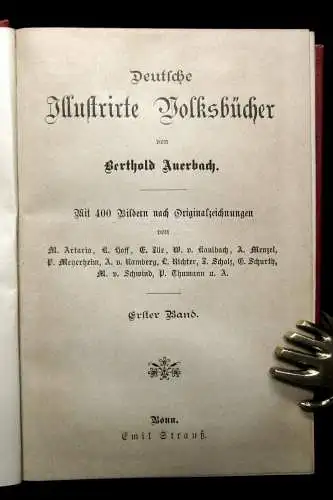 Deutsche
Illustrirte Volksbücher
von
Berthold Auerbach.
Mit 400 Bildern nach Originalzeichnungen
von
M. Artaria, K. Hoff, E. Ille, W. v. Kaulbach, A. Menzel,
P. Meyerheim, A. v. Ramberg, L. Richter, J. Scholz, E. Schurth,
M. v. Schwind, P. Thumann u. A.
Erster Band.
Bonn.
Emil Strauß.